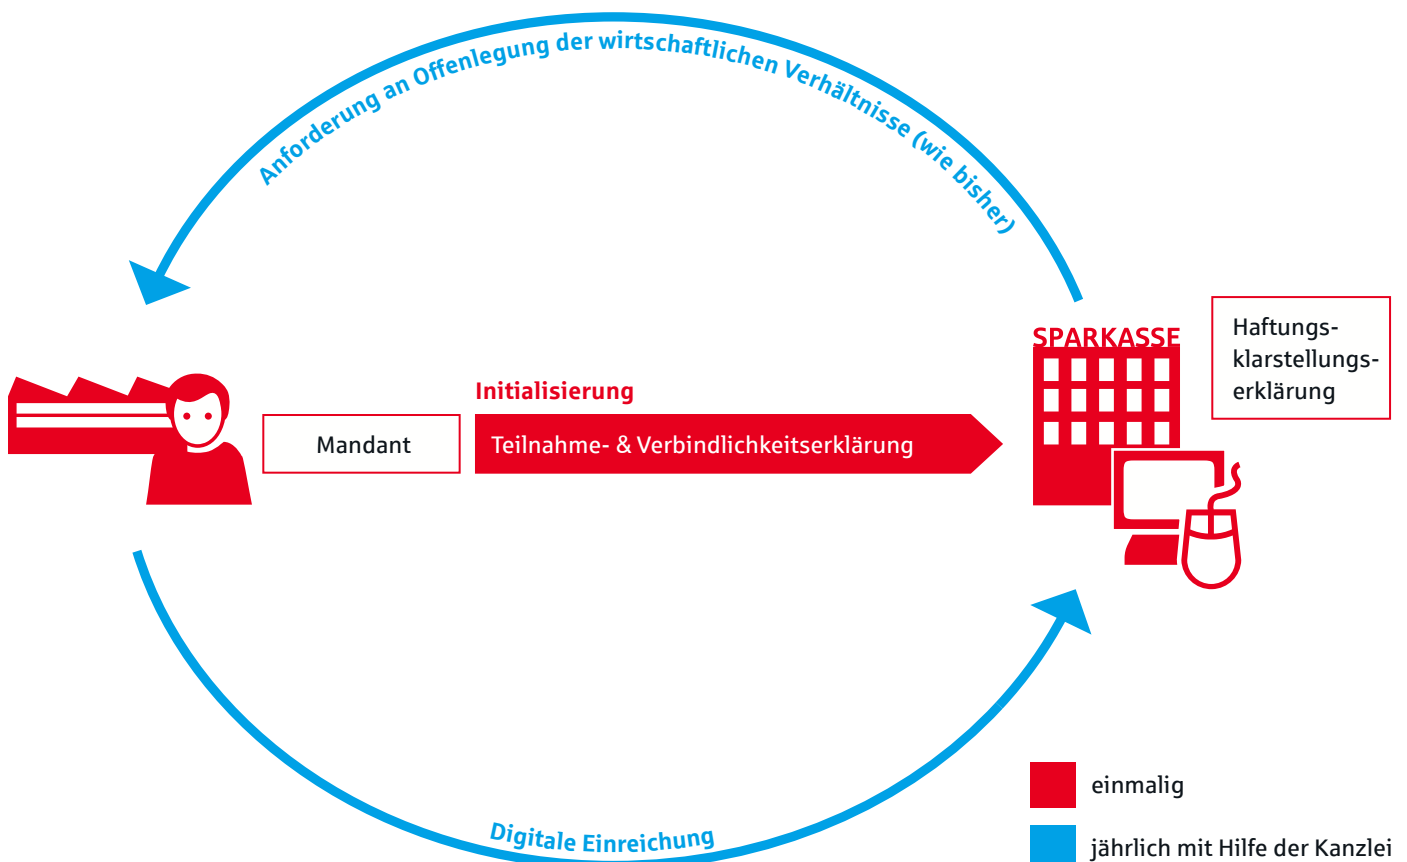 Anforderung an Offenlegung der wirtschaftlichen Verhältnisse (wie bisher)
SPARKASSE
Haftungs-
klarstellungs-
erklärung
Initialisierung
Mandant
Teilnahme- & Verbindlichkeitserklärung
einmalig
Digitale Einreichung
jährlich mit Hilfe der Kanzlei